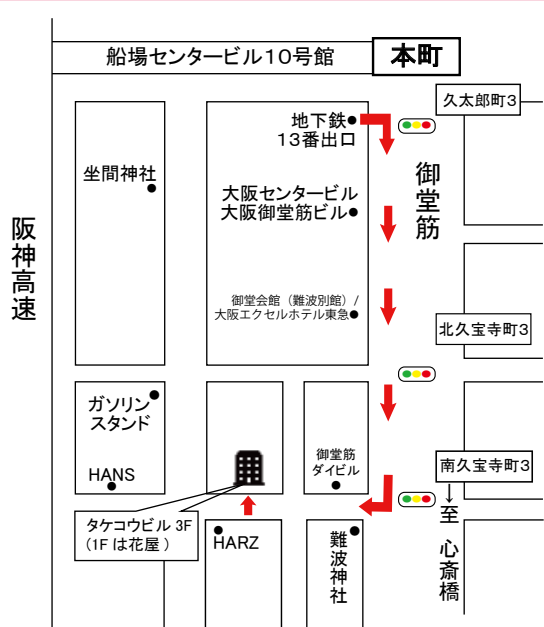 船場センタービル10号館
本町
久太郎町3
地下鉄
13番出口
坐間神社
御堂筋
大阪センタービル
大阪御堂筋ビル
阪神高速
御堂会館（難波別館）/
大阪エクセルホテル東急
北久宝寺町3
ガソリン
スタンド
御堂筋
ダイビル
南久宝寺町3
HANS
→至 心斎橋
タケコウビル 3F
（1F は花屋 ）
HARZ
難波神社